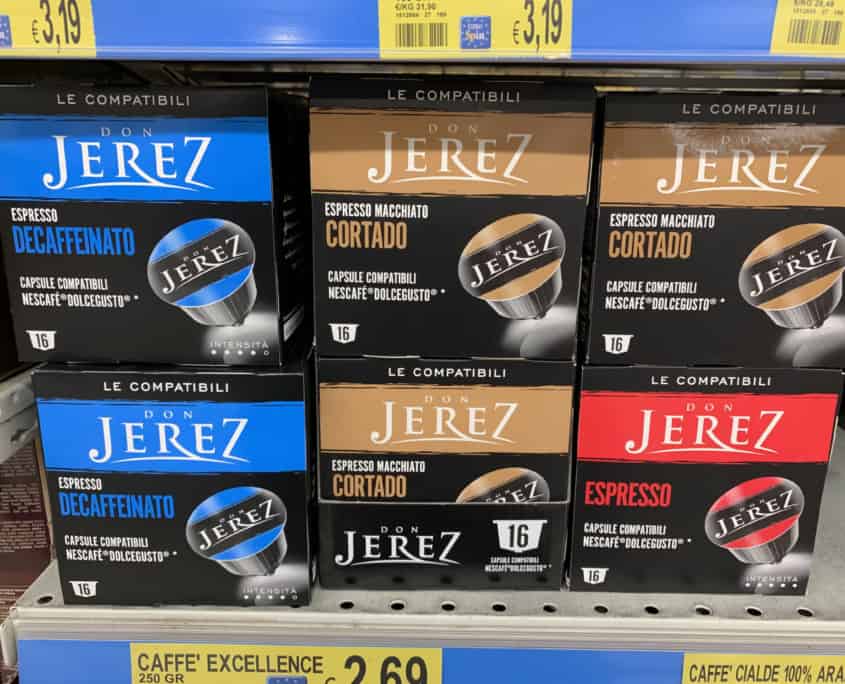 € 3,19
€/KG 31,90
€ 3,19
LE COMPATIBILI
DON
JEREZ
ESPRESSO
DECAFFEINATO
CAPSULE COMPATIBILI
NESCAFÉ®DOLCEGUSTO® *
DON
JEREZ
16
INTENSITÀ
LE COMPATIBILI
DON
JEREZ
ESPRESSO MACCHIATO
CORTADO
CAPSULE COMPATIBILI
NESCAFÉ®DOLCEGUSTO® *
DON
JEREZ
16
LE COMPATIBILI
DON
JEREZ
ESPRESSO MACCHIATO
CORTADO
CAPSULE COMPATIBILI
NESCAFÉ®DOLCEGUSTO® *
DON
JEREZ
16
LE COMPATIBILI
DON
JEREZ
ESPRESSO
DECAFFEINATO
CAPSULE COMPATIBILI
NESCAFÉ®DOLCEGUSTO® *
DON
JEREZ
16
INTENSITÀ
LE COMPATIBILI
DON
JEREZ
ESPRESSO MACCHIATO
CORTADO
JEREZ
DON
JEREZ
16
CAPSULE COMPATIBILI
NESCAFÉ®DOLCEGUSTO® *
LE COMPATIBILI
DON
JEREZ
ESPRESSO
CAPSULE COMPATIBILI
NESCAFÉ®DOLCEGUSTO® *
DON
JEREZ
16
INTENSITÀ
CAFFE' EXCELLENCE
250 GR
€ 2,69
CAFFE' CIALDE 100% ARA